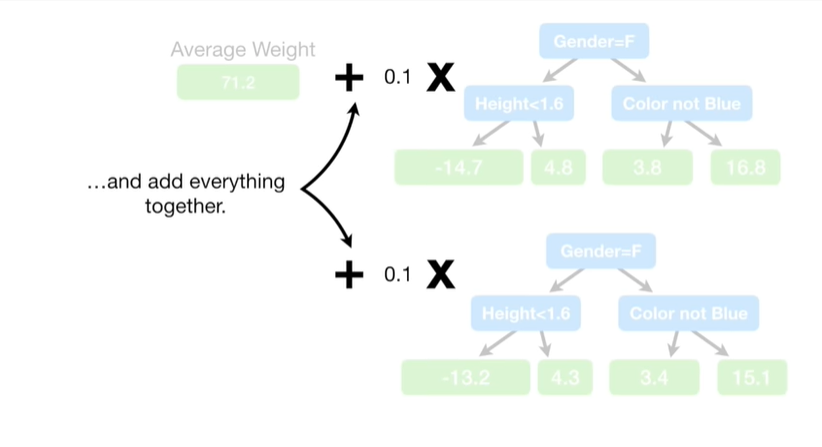 Average Weight
71.2
+ 0.1 X
Gender=F
Height<1.6 Color not Blue
-14.7 4.8 3.8 16.8
...and add everything
together.
+ 0.1 X
Gender=F
Height<1.6 Color not Blue
-13.2 4.3 3.4 15.1